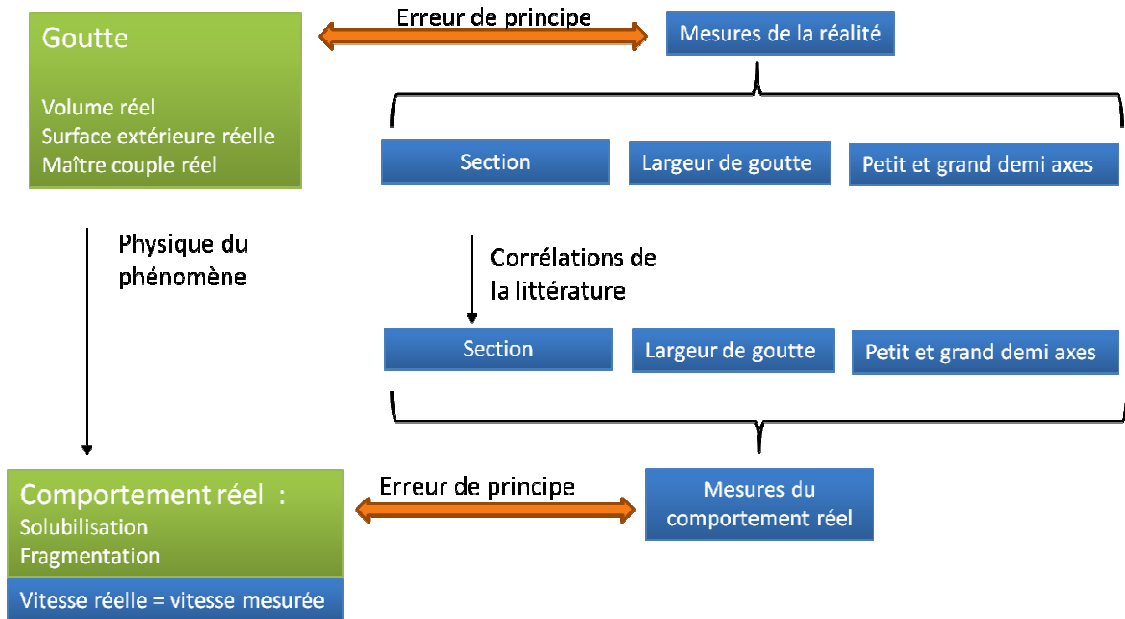 Erreur de principe
Goutte
Mesures de la réalité
Volume réel
Surface extérieure réelle
Maître couple réel
Section
Largeur de goutte
Petit et grand demi axes
Physique du
phénomène
Corrélations de
la littérature
Section
Largeur de goutte
Petit et grand demi axes
Comportement réel :
Solubilisation
Fragmentation
Vitesse réelle = vitesse mesurée
Erreur de principe
Mesures du
comportement réel